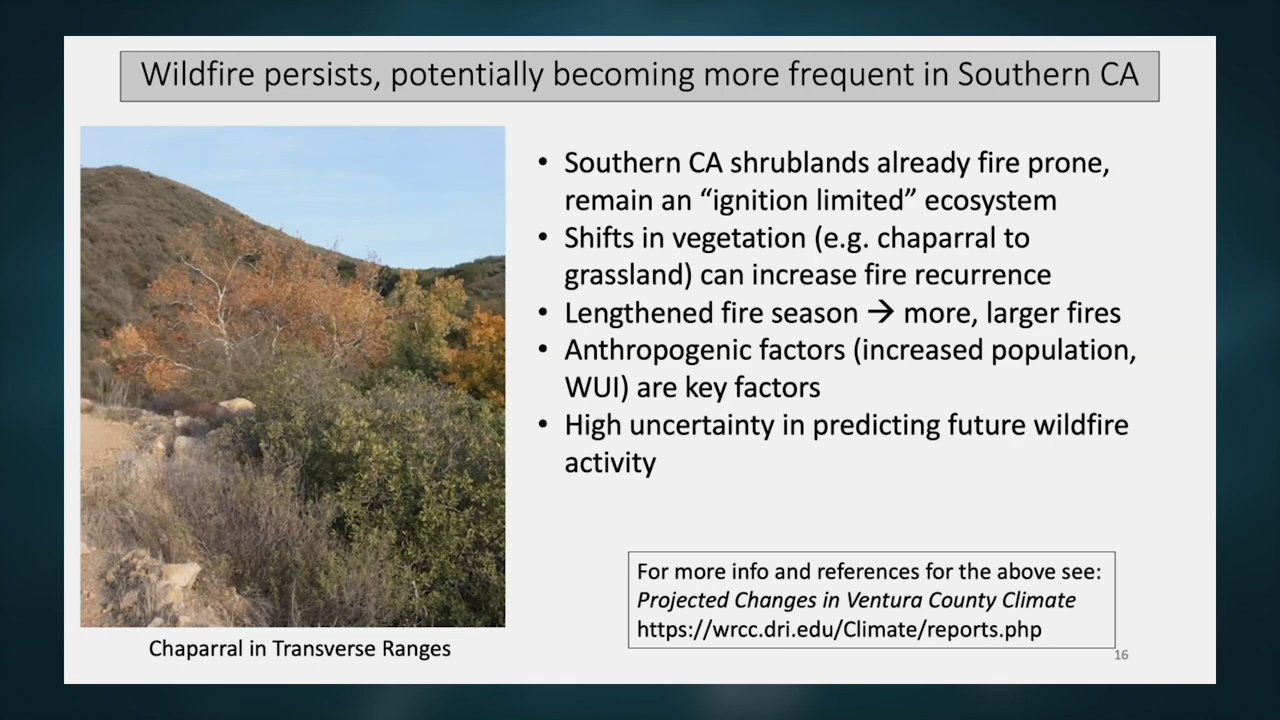 Wildfire persists, potentially becoming more frequent in Southern CA
• Southern CA shrublands already fire prone,
remain an “ignition limited” ecosystem
• Shifts in vegetation (e.g. chaparral to
grassland) can increase fire recurrence
• Lengthened fire season → more, larger fires
• Anthropogenic factors (increased population,
WUI) are key factors
• High uncertainty in predicting future wildfire
activity
For more info and references for the above see:
Projected Changes in Ventura County Climate
https://wrcc.dri.edu/Climate/reports.php
Chaparral in Transverse Ranges
16